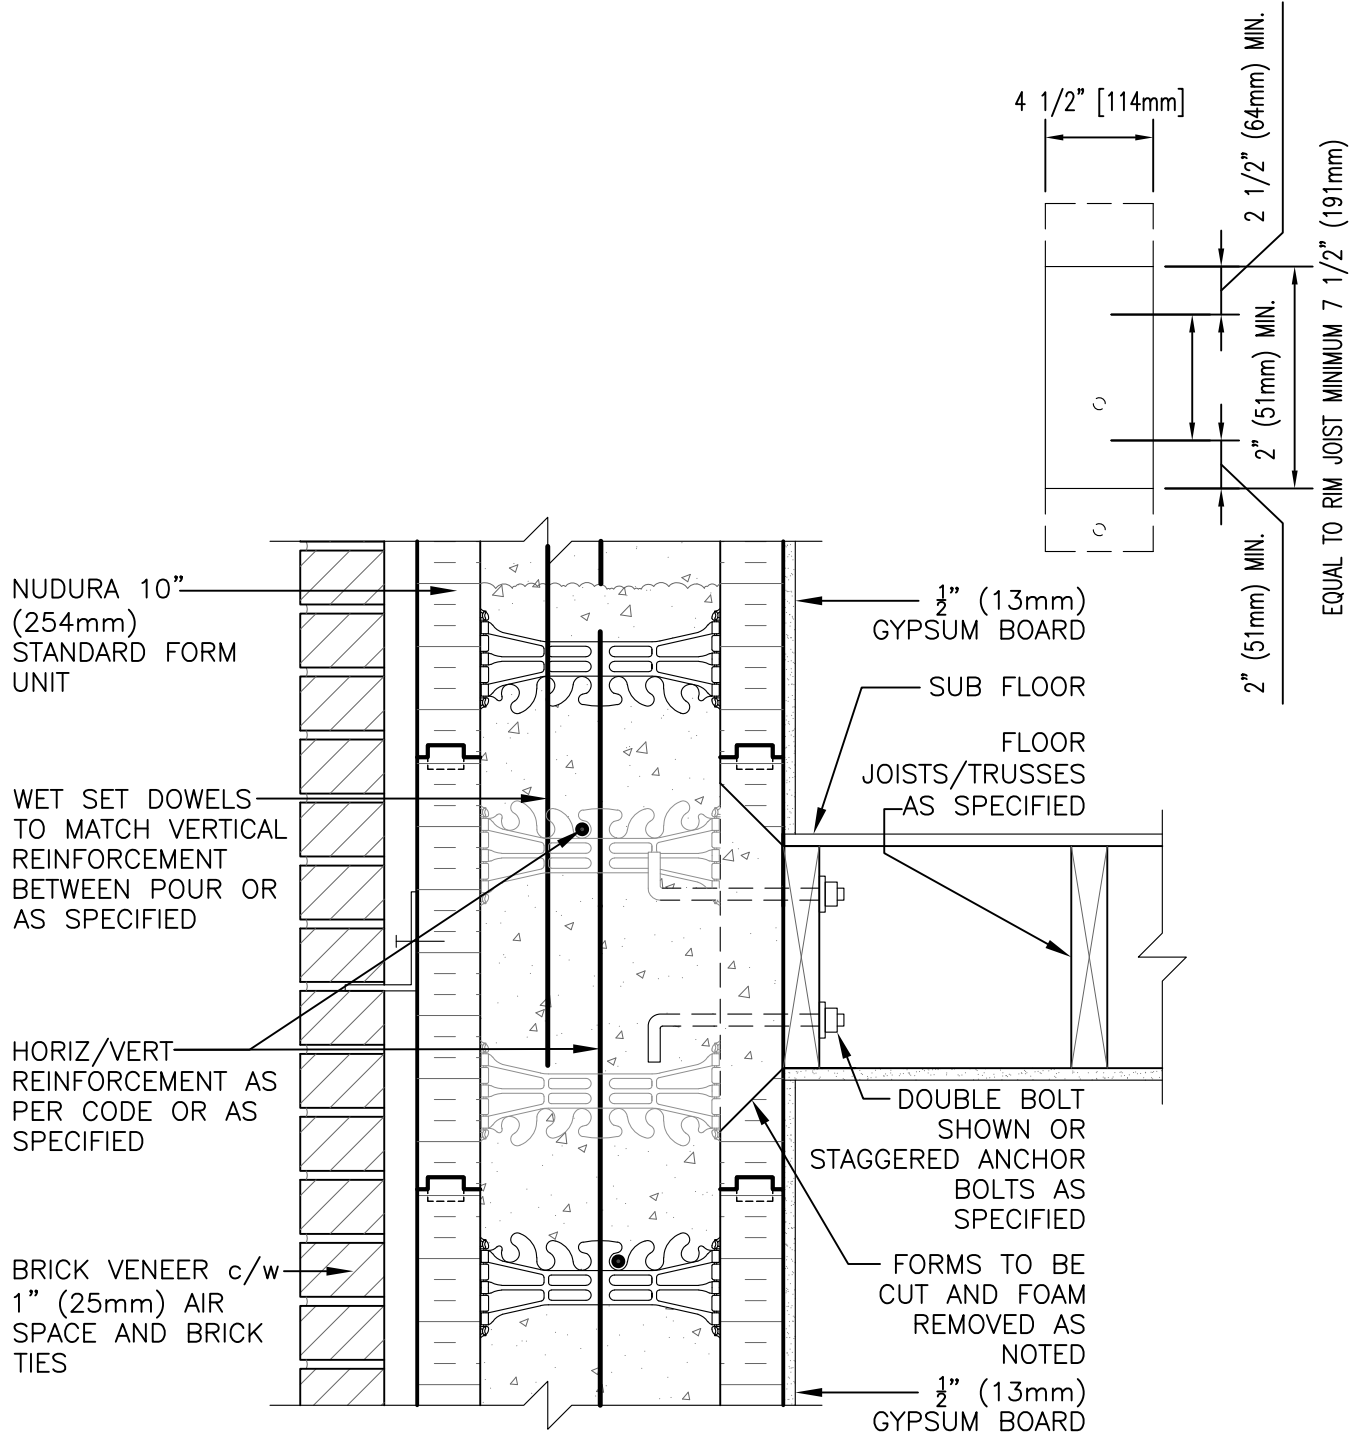 4 1/2" [114mm]
2 1/2" (64mm) MIN.
2" (51mm) MIN.
2" (51mm) MIN.
EQUAL TO RIM JOIST MINIMUM 7 1/2" (191mm)
NUDURA 10"
(254mm)
STANDARD FORM
UNIT
WET SET DOWELS
TO MATCH VERTICAL
REINFORCEMENT
BETWEEN POUR OR
AS SPECIFIED
HORIZ/VERT
REINFORCEMENT AS
PER CODE OR AS
SPECIFIED
BRICK VENEER c/w
1" (25mm) AIR
SPACE AND BRICK
TIES
1/2" (13mm)
GYPSUM BOARD
SUB FLOOR
FLOOR
JOISTS/TRUSSES
AS SPECIFIED
DOUBLE BOLT
SHOWN OR
STAGGERED ANCHOR
BOLTS AS
SPECIFIED
FORMS TO BE
CUT AND FOAM
REMOVED AS
NOTED
1/2" (13mm)
GYPSUM BOARD